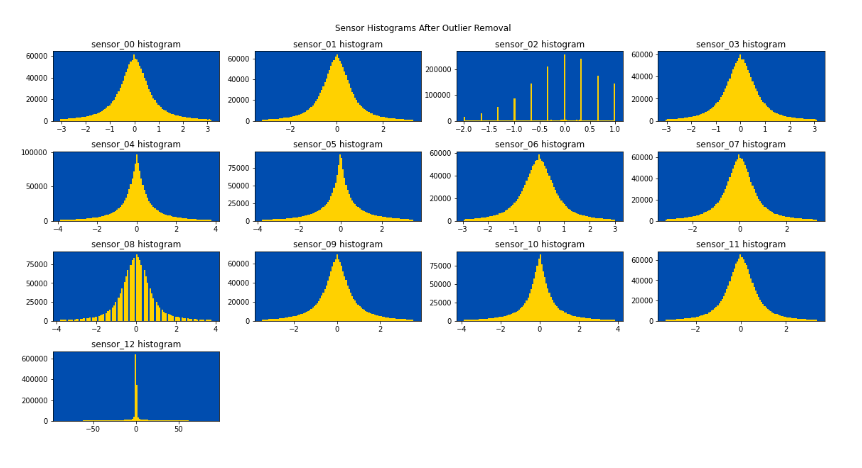 Sensor Histograms After Outlier Removal
sensor_00 histogram
60000
40000
20000
0
-3 -2 -1 0 1 2 3
sensor_01 histogram
60000
40000
20000
0
-2 0 2
sensor_02 histogram
200000
100000
0
-2.0 -1.5 -1.0 -0.5 0.0 0.5 1.0
sensor_03 histogram
60000
40000
20000
0
-3 -2 -1 0 1 2 3
sensor_04 histogram
100000
50000
0
-4 -2 0 2 4
sensor_05 histogram
75000
50000
25000
0
-4 -2 0 2
sensor_06 histogram
60000
40000
20000
0
-3 -2 -1 0 1 2 3
sensor_07 histogram
60000
40000
20000
0
-2 0 2
sensor_08 histogram
75000
50000
25000
0
-4 -2 0 2 4
sensor_09 histogram
60000
40000
20000
0
-2 0 2
sensor_10 histogram
75000
50000
25000
0
-4 -2 0 2 4
sensor_11 histogram
60000
40000
20000
0
-2 0 2
sensor_12 histogram
600000
400000
200000
0
-50 0 50